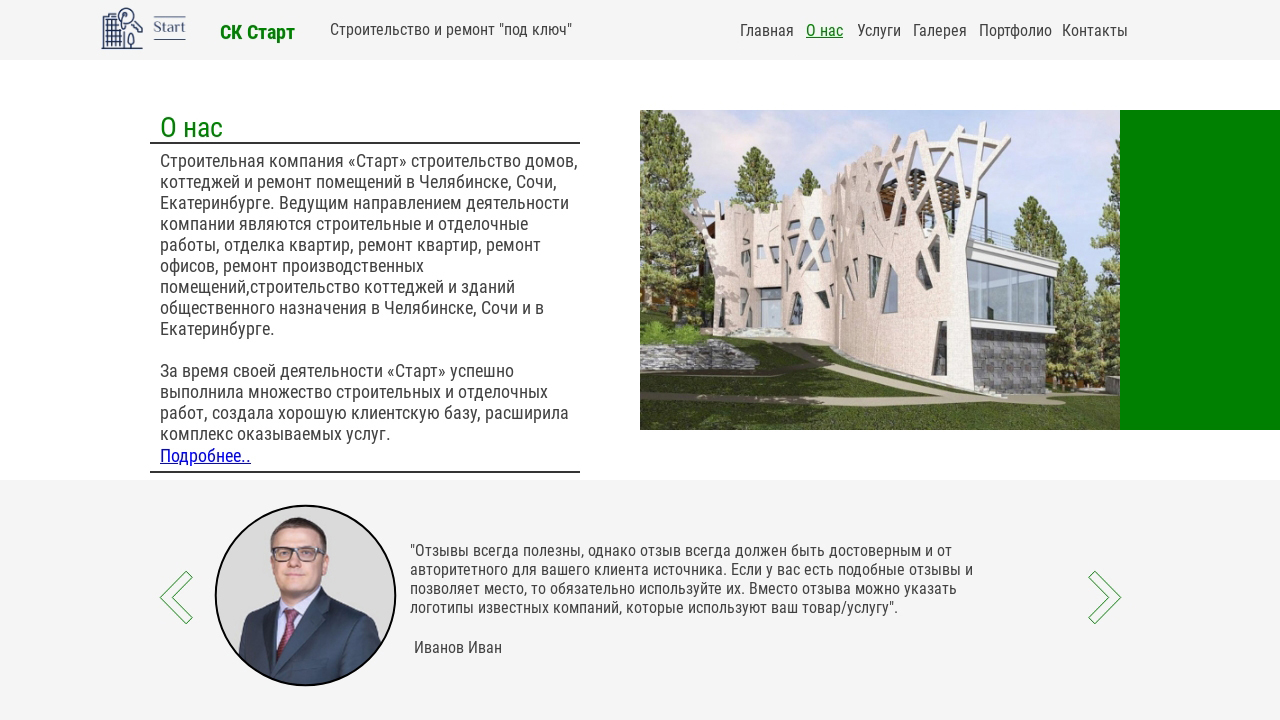 Start
СК Старт
Строительство и ремонт "под ключ"
Главная О нас Услуги Галерея Портфолио Контакты
О нас
Строительная компания «Старт» строительство домов,
коттеджей и ремонт помещений в Челябинске, Сочи,
Екатеринбурге. Ведущим направлением деятельности
компании являются строительные и отделочные
работы, отделка квартир, ремонт квартир, ремонт
офисов, ремонт производственных
помещений,строительство коттеджей и зданий
общественного назначения в Челябинске, Сочи и в
Екатеринбурге.
За время своей деятельности «Старт» успешно
выполнила множество строительных и отделочных
работ, создала хорошую клиентскую базу, расширила
комплекс оказываемых услуг.
Подробнее..
"Отзывы всегда полезны, однако отзыв всегда должен быть достоверным и от
авторитетного для вашего клиента источника. Если у вас есть подобные отзывы и
позволяет место, то обязательно используйте их. Вместо отзыва можно указать
логотипы известных компаний, которые используют ваш товар/услугу".
Иванов Иван